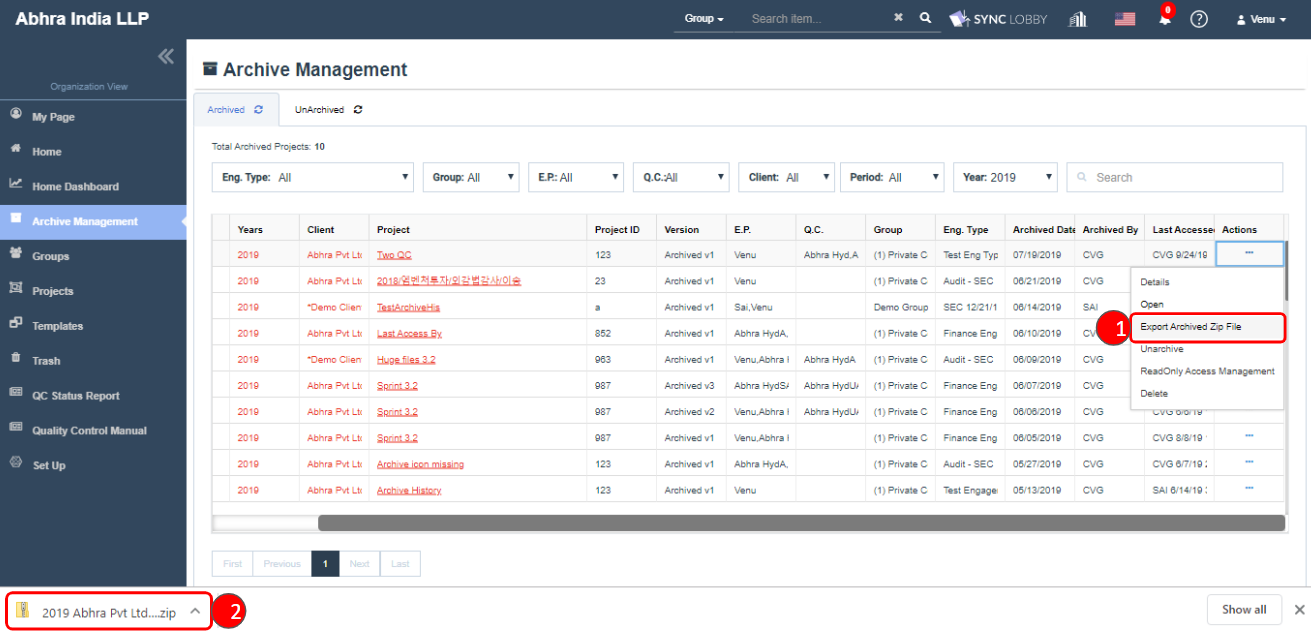 Abhra India LLP
Group Search item... SYNC LOBBY 0 Venu
Organization View
My Page
Home
Home Dashboard
Archive Management
Groups
Projects
Templates
Trash
QC Status Report
Quality Control Manual
Set Up
Archive Management
Archived UnArchived
Total Archived Projects: 10
Eng. Type: All Group: All E.P.: All Q.C.:All Client: All Period: All Year: 2019 Search
Years Client Project Project ID Version E.P. Q.C. Group Eng. Type Archived Date Archived By Last Accesse Actions
2019 Abhra Pvt Lt Two QC 123 Archived v1 Venu Abhra Hyd,A (1) Private C Test Eng Typ 07/19/2019 CVG CVG 9/24/19
2019 Abhra Pvt Lt 2018/엠벤저투자/외감법감사/이승 23 Archived v1 Venu (1) Private C Audit - SEC 06/21/2019 CVG
2019 *Demo Clien TestArchiveHis a Archived v1 Sai,Venu Demo Group SEC 12/21/1 06/14/2019 SAI
2019 Abhra Pvt Lt Last Access By 852 Archived v1 Abhra HydA, (1) Private C Finance Eng 06/10/2019 CV
2019 *Demo Clien Huge files 3.2 963 Archived v1 Venu,Abhra Abhra HydA (1) Private C Audit - SEC 06/09/2019 CVG
2019 Abhra Pvt Lt Sprint 3.2 987 Archived v3 Abhra HydS Abhra HydU (1) Private C Finance Eng 06/07/2019 CVG
2019 Abhra Pvt Lt Sprint 3.2 987 Archived v2 Venu,Abhra Abhra HydU (1) Private C Finance Eng 06/06/2019 CVG CVG 6/6/19
2019 Abhra Pvt Lt Sprint 3.2 987 Archived v1 Venu,Abhra (1) Private C Finance Eng 06/05/2019 CVG CVG 8/8/19
2019 Abhra Pvt Lt Archive icon missing 123 Archived v1 Abhra HydA, (1) Private C Audit - SEC 05/27/2019 CVG CVG 6/7/19
2019 Abhra Pvt Lt Archive History 123 Archived v1 Venu (1) Private C Test Engage 05/13/2019 CVG SAI 6/14/19
Details
Open
1 Export Archived Zip File
Unarchive
ReadOnly Access Management
Delete
First Previous 1 Next Last
2019 Abhra Pvt Ltd....zip 2 Show all